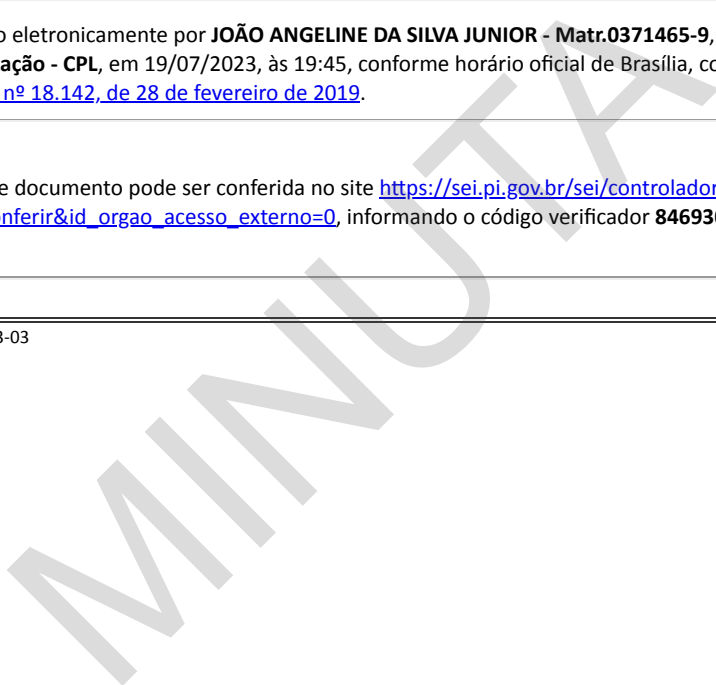 o eletronicamente por JOÃO ANGELINE DA SILVA JUNIOR - Matr.0371465-9,
ação - CPL, em 19/07/2023, às 19:45, conforme horário oficial de Brasília, co
nº 18.142, de 28 de fevereiro de 2019.
e documento pode ser conferida no site https://sei.pi.gov.br/sei/controlador
onferir&id_orgao_acesso_externo=0, informando o código verificador 84693
3-03
MINUTA